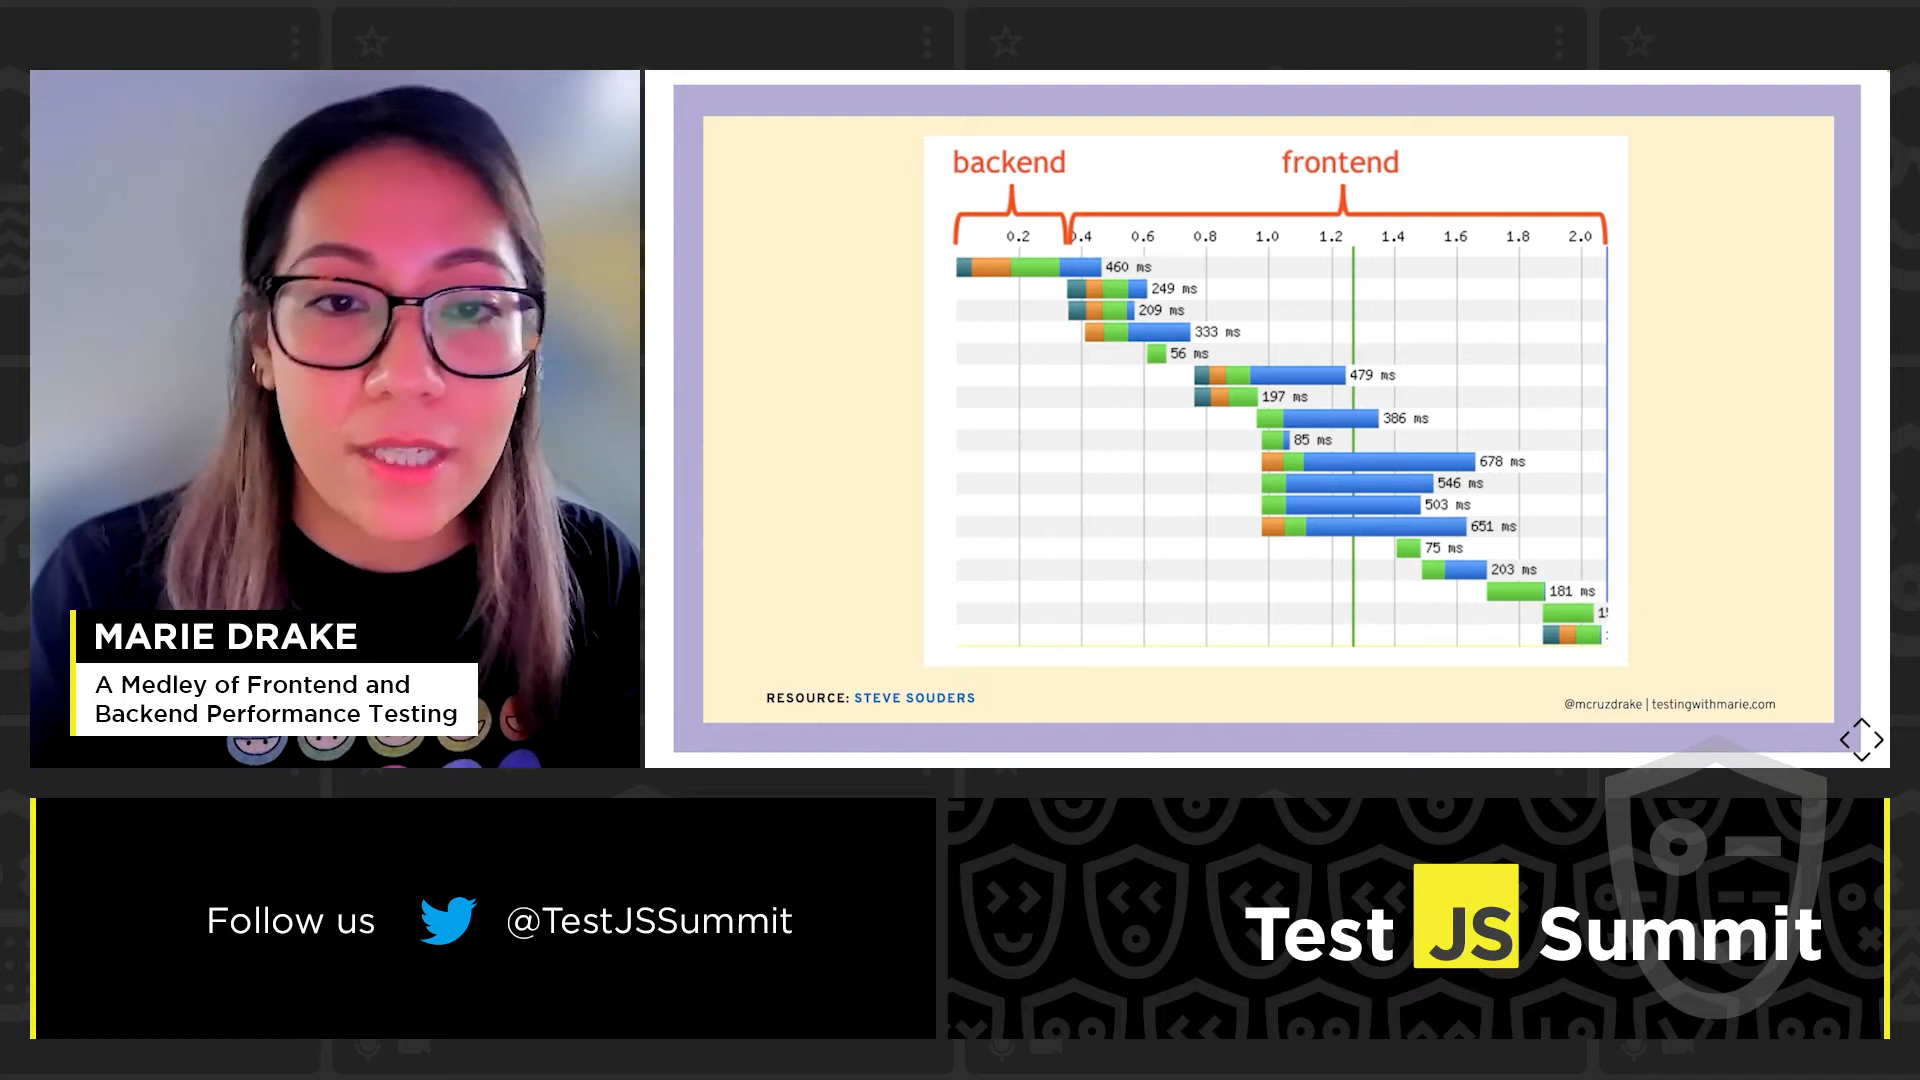 backend
frontend
0.2 0.4 0.6 0.8 1.0 1.2 1.4 1.6 1.8 2.0
460 ms
249 ms
209 ms
333 ms
56 ms
479 ms
197 ms
386 ms
85 ms
678 ms
546 ms
503 ms
651 ms
75 ms
203 ms
181 ms
RESOURCE: STEVE SOUDERS
@mcruzdrake | testingwithmarie.com
MARIE DRAKE
A Medley of Frontend and
Backend Performance Testing
Follow us @TestJSSummit
Test JS Summit